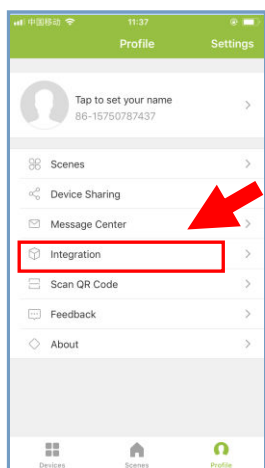 中国移动 11:37
Profile Settings
Tap to set your name
86-15750787437
Scenes
Device Sharing
Message Center
Integration
Scan QR Code
Feedback
About
Devices Scenes Profile